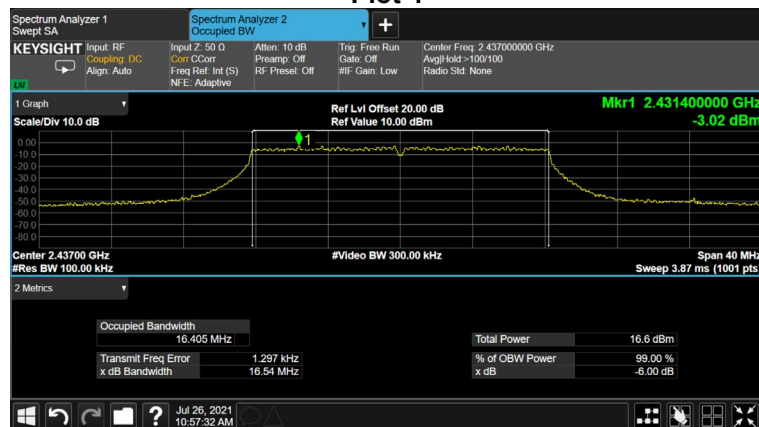 Spectrum Analyzer 1
Swept SA
Spectrum Analyzer 2
Occupied BW
KEYSIGHT
LXI
Input: RF
Coupling: DC
Align: Auto
Input Z: 50 Ω
Corr CCorr
Freq Ref: Int (S)
NFE: Adaptive
Atten: 10 dB
Preamp: Off
RF Presel: Off
Trig: Free Run
Gate: Off
#IF Gain: Low
Center Freq: 2.437000000 GHz
Avg|Hold:>100/100
Radio Std: None
1 Graph
Scale/Div 10.0 dB
Ref Lvl Offset 20.00 dB
Ref Value 10.00 dBm
Mkr1 2.431400000 GHz
-3.02 dBm
1
0.00
-10.0
-20.0
-30.0
-40.0
-50.0
-60.0
-70.0
-80.0
Center 2.43700 GHz
#Res BW 100.00 kHz
#Video BW 300.00 kHz
Span 40 MHz
Sweep 3.87 ms (1001 pts
2 Metrics
Occupied Bandwidth
16.405 MHz
Total Power 16.6 dBm
Transmit Freq Error 1.297 kHz
x dB Bandwidth 16.54 MHz
% of OBW Power 99.00 %
x dB -6.00 dB
?
Jul 26, 2021
10:57:32 AM